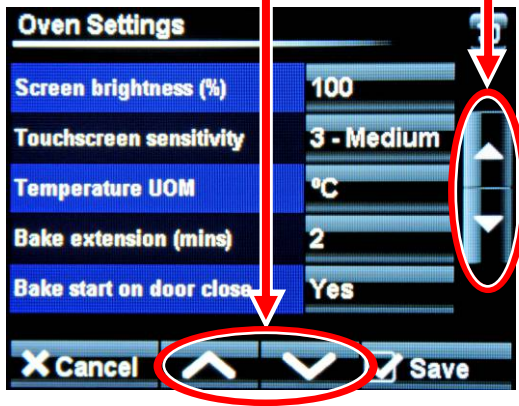 Oven Settings
Screen brightness (%) 100
Touchscreen sensitivity 3 - Medium
Temperature UOM ºC
Bake extension (mins) 2
Bake start on door close Yes
Cancel Save